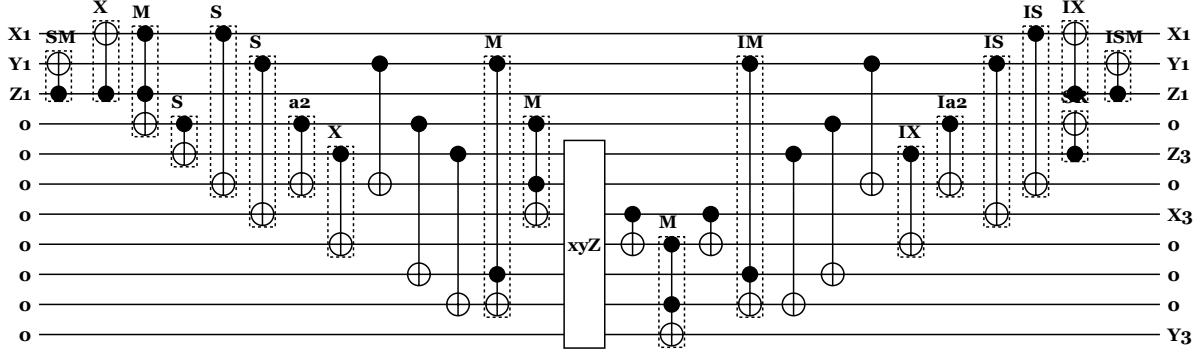 X S IS IX
X1 SM M S M IM IS ISM X1
Y1 Y1
Z1 S a2 M Ia2 Z1
o X IX o
o Z3
o o
o M X3
o xyZ o
o o
o o
o Y3